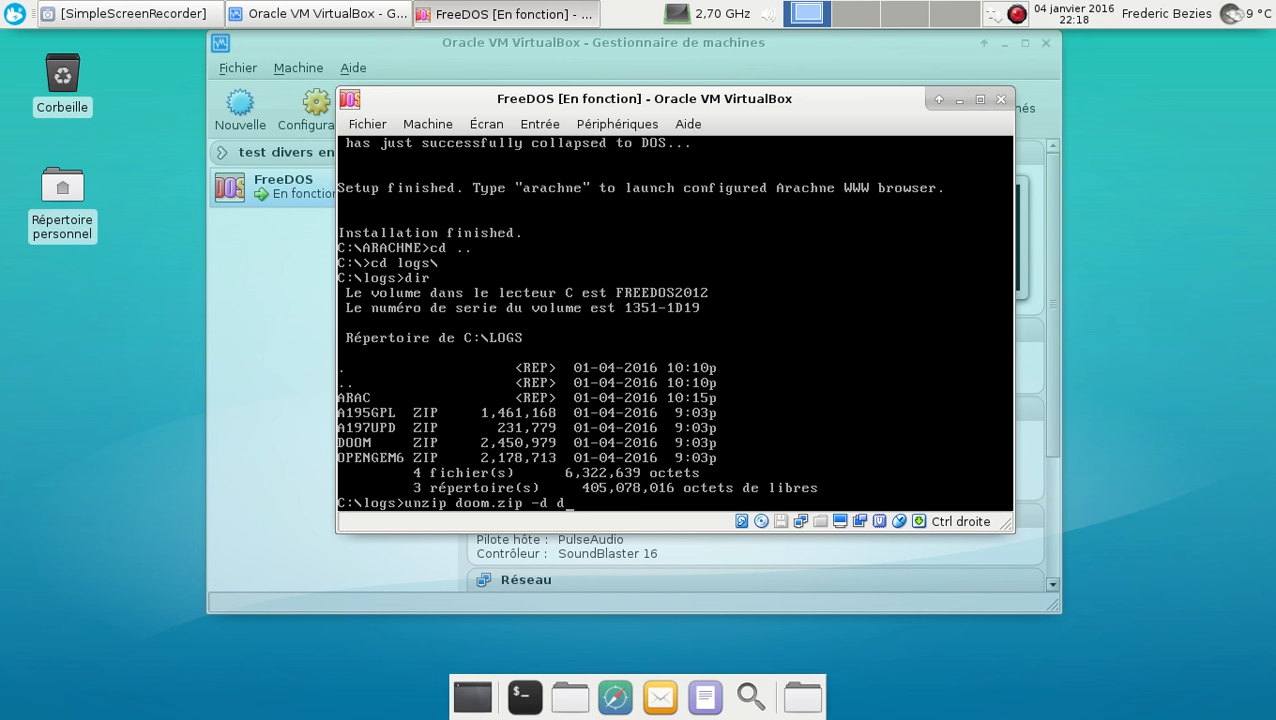 [SimpleScreenRecorder]
Oracle VM VirtualBox - G...
FreeDOS [En fonction] - ...
2,70 GHz
04 janvier 2016
22:18
Frederic Bezies
9 °C
Corbeille
Répertoire
personnel
Oracle VM VirtualBox - Gestionnaire de machines
Fichier Machine Aide
Nouvelle Configura
test divers en
FreeDOS
En fonctio
FreeDOS [En fonction] - Oracle VM VirtualBox
Fichier Machine Écran Entrée Périphériques Aide
has just successfully collapsed to DOS...
Setup finished. Type "arachne" to launch configured Arachne WWW browser.
Installation finished.
C:\ARACHNE>cd ..
C:\>cd logs\
C:\logs>dir
Le volume dans le lecteur C est FREEDOS2012
Le numéro de serie du volume est 1351-1D19
Répertoire de C:\LOGS
. <REP> 01-04-2016 10:10p
.. <REP> 01-04-2016 10:10p
ARAC <REP> 01-04-2016 10:15p
A195GPL ZIP 1,461,168 01-04-2016 9:03p
A197UPD ZIP 231,779 01-04-2016 9:03p
DOOM ZIP 2,450,979 01-04-2016 9:03p
OPENGEM6 ZIP 2,178,713 01-04-2016 9:03p
4 fichier(s) 6,322,639 octets
3 répertoire(s) 405,078,016 octets de libres
C:\logs>unzip doom.zip -d d_
Ctrl droite
Pilote hôte : PulseAudio
Contrôleur : SoundBlaster 16
Réseau